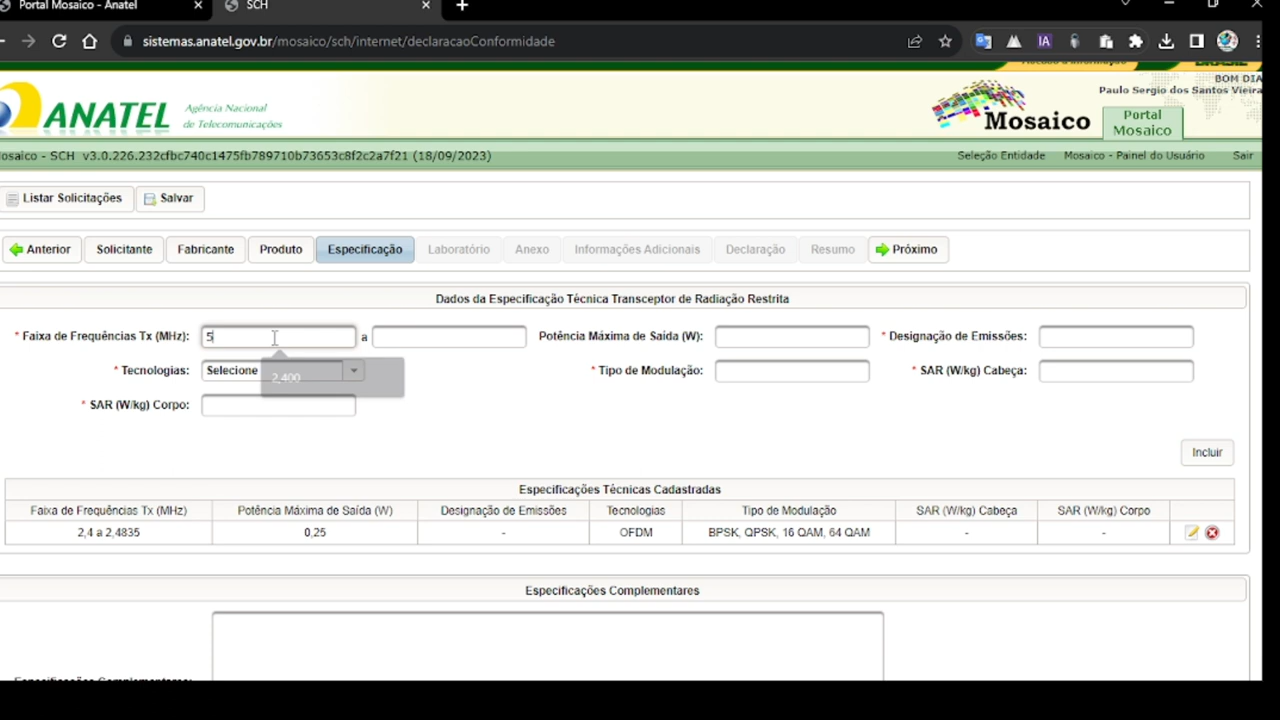 Portal Mosaico - Anatel
SCH
sistemas.anatel.gov.br/mosaico/sch/internet/declaracaoConformidade
IA
BRASIL
BOM DIA
Paulo Sergio dos Santos Vieira
ANATEL
Agência Nacional
de Telecomunicações
Mosaico
Portal
Mosaico
osaico - SCH v3.0.226.232cfbc740c1475fb789710b73653c8f2c2a7f21 (18/09/2023)
Seleção Entidade
Mosaico - Painel do Usuário
Sair
Listar Solicitações
Salvar
Anterior
Solicitante
Fabricante
Produto
Especificação
Laboratório
Anexo
Informações Adicionais
Declaração
Resumo
Próximo
Dados da Especificação Técnica Transceptor de Radiação Restrita
* Faixa de Frequências Tx (MHz): 5 a
Potência Máxima de Saída (W):
* Designação de Emissões:
* Tecnologias: Selecione
2,400
* Tipo de Modulação:
* SAR (W/kg) Cabeça:
* SAR (W/kg) Corpo:
Incluir
Especificações Técnicas Cadastradas
Faixa de Frequências Tx (MHz) Potência Máxima de Saída (W) Designação de Emissões Tecnologias Tipo de Modulação SAR (W/kg) Cabeça SAR (W/kg) Corpo
2,4 a 2,4835 0,25 - OFDM BPSK, QPSK, 16 QAM, 64 QAM - -
Especificações Complementares